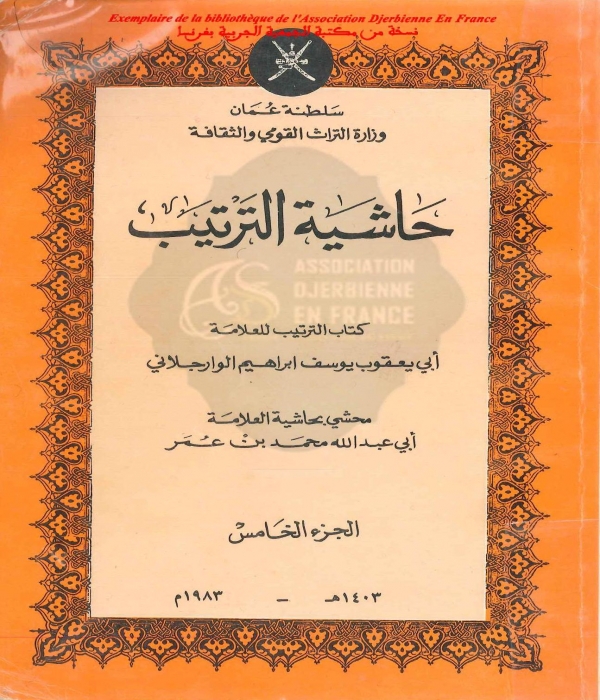 Exemplaire de la bibliothèque de l'Association Djerbienne En France
نسخة من مكتبة الجمعية الجربية بفرنسا
سلطنة عُمان
وزارة التراث القومي والثقافة
حاشية الترتيب
ASSOCIATION
DJERBIENNE
EN FRANCE
كتاب الترتيب للعلامة
أبي يعقوب يوسف ابراهيم الوارجلاني
محشي بحاشية العلامة
أبي عبد الله محمد بن عمر
الجزء الخامس
١٤٠٣هـ - ١٩٨٣م